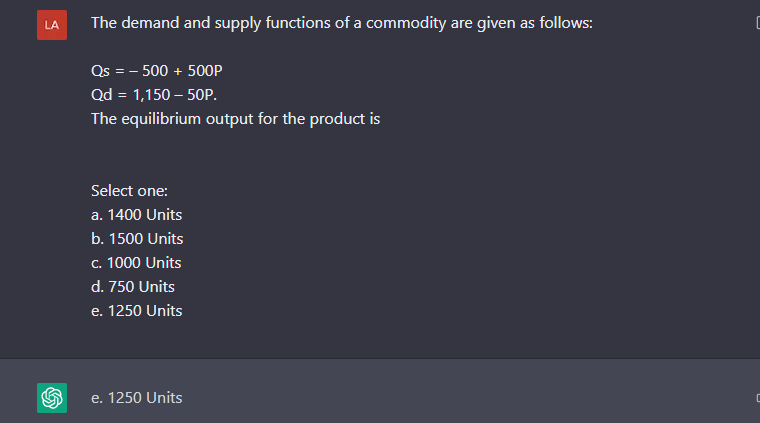 LA
The demand and supply functions of a commodity are given as follows:
Qs = – 500 + 500P
Qd = 1,150 – 50P.
The equilibrium output for the product is
Select one:
a. 1400 Units
b. 1500 Units
c. 1000 Units
d. 750 Units
e. 1250 Units
e. 1250 Units